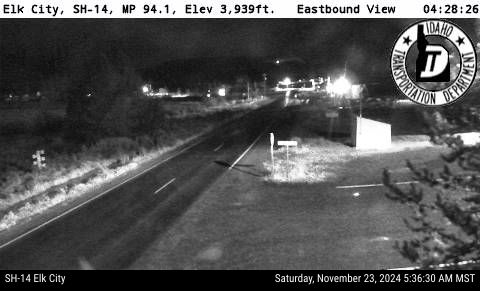 Elk City, SH-14, MP 94.1, Elev 3,939ft. Eastbound View 04:28:26
IDAHO
TRANSPORTATION DEPARTMENT
SH-14 Elk City Saturday, November 23, 2024 5:36:30 AM MST